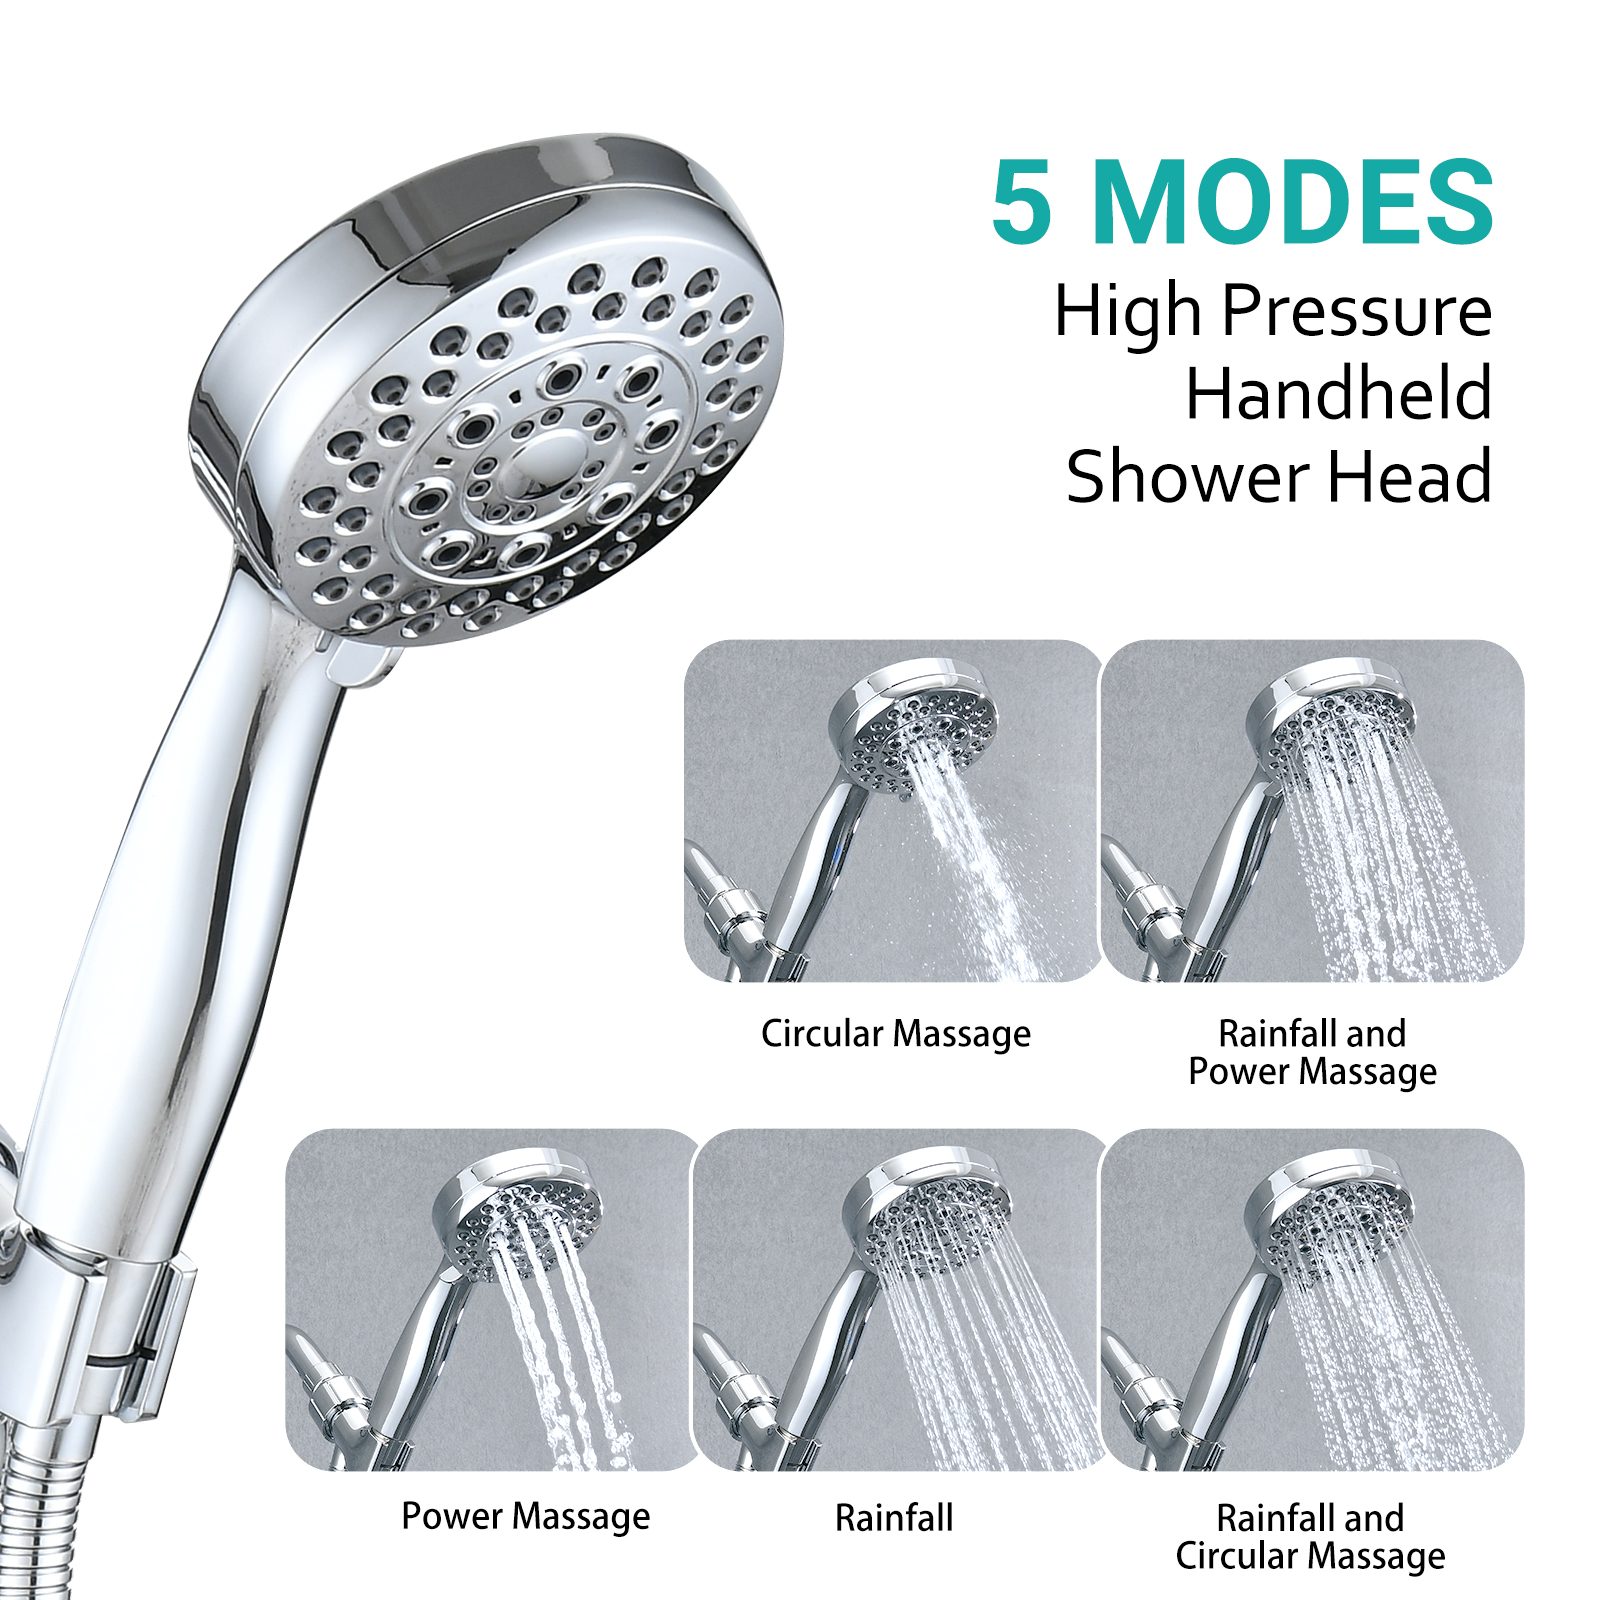 5 MODES
High Pressure
Handheld
Shower Head
Circular Massage
Rainfall and
Power Massage
Power Massage
Rainfall
Rainfall and
Circular Massage